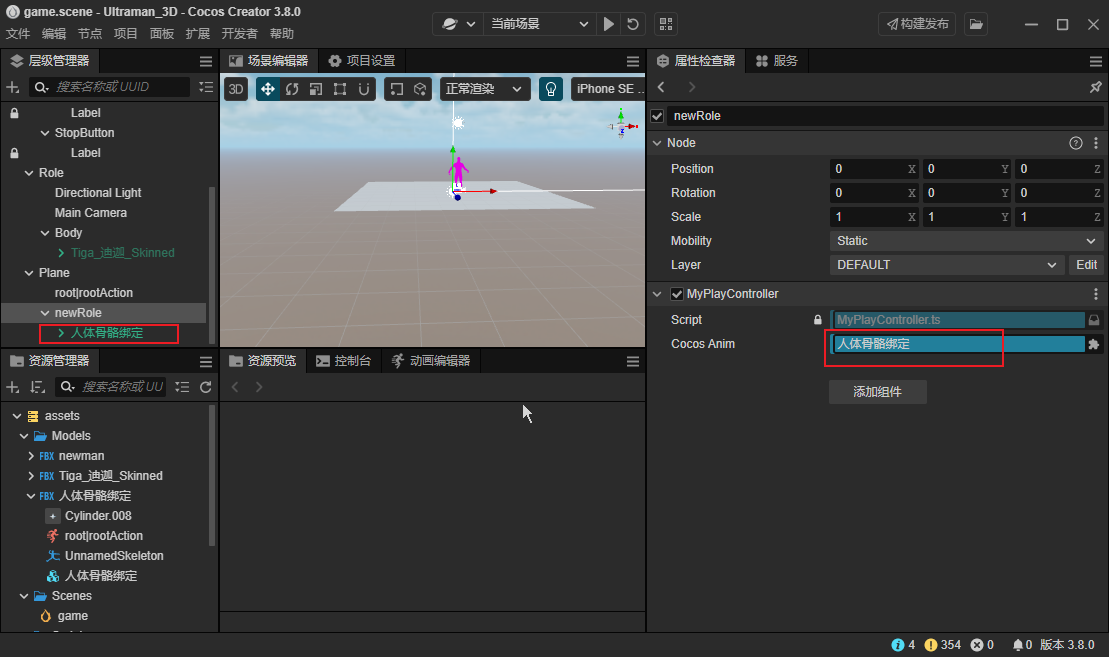 game.scene - Ultraman_3D - Cocos Creator 3.8.0
文件 编辑 节点 项目 面板 扩展 开发者 帮助
当前场景
构建发布
层级管理器
搜索名称或 UUID
Label
StopButton
Label
Role
Directional Light
Main Camera
Body
Tiga_迪迦_Skinned
Plane
root|rootAction
newRole
人体骨骼绑定
场景编辑器 项目设置
3D 正常渲染 iPhone SE ..
资源管理器
搜索名称或 UU
assets
Models
FBX newman
FBX Tiga_迪迦_Skinned
FBX 人体骨骼绑定
Cylinder.008
root|rootAction
UnnamedSkeleton
人体骨骼绑定
Scenes
game
资源预览 控制台 动画编辑器
属性检查器 服务
newRole
Node
Position 0 X 0 Y 0 Z
Rotation 0 X 0 Y 0 Z
Scale 1 X 1 Y 1 Z
Mobility Static
Layer DEFAULT Edit
MyPlayController
Script MyPlayController.ts
Cocos Anim 人体骨骼绑定
添加组件
4 354 0 0 版本 3.8.0